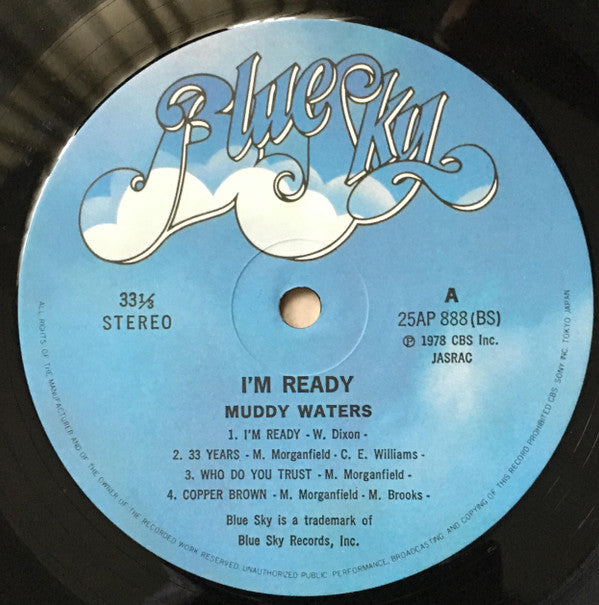 Blue Sky
33⅓
STEREO
A
25AP 888 (BS)
℗ 1978 CBS Inc.
JASRAC
I'M READY
MUDDY WATERS
1. I'M READY - W. Dixon -
2. 33 YEARS - M. Morganfield - C. E. Williams -
3. WHO DO YOU TRUST - M. Morganfield -
4. COPPER BROWN - M. Morganfield - M. Brooks -
Blue Sky is a trademark of
Blue Sky Records, Inc.
ALL RIGHTS OF THE MANUFACTURER AND OF THE OWNER OF THE RECORDED WORK RESERVED. UNAUTHORIZED PUBLIC PERFORMANCE, BROADCASTING AND COPYING OF THIS RECORD PROHIBITED CBS/SONY INC. TOKYO JAPAN